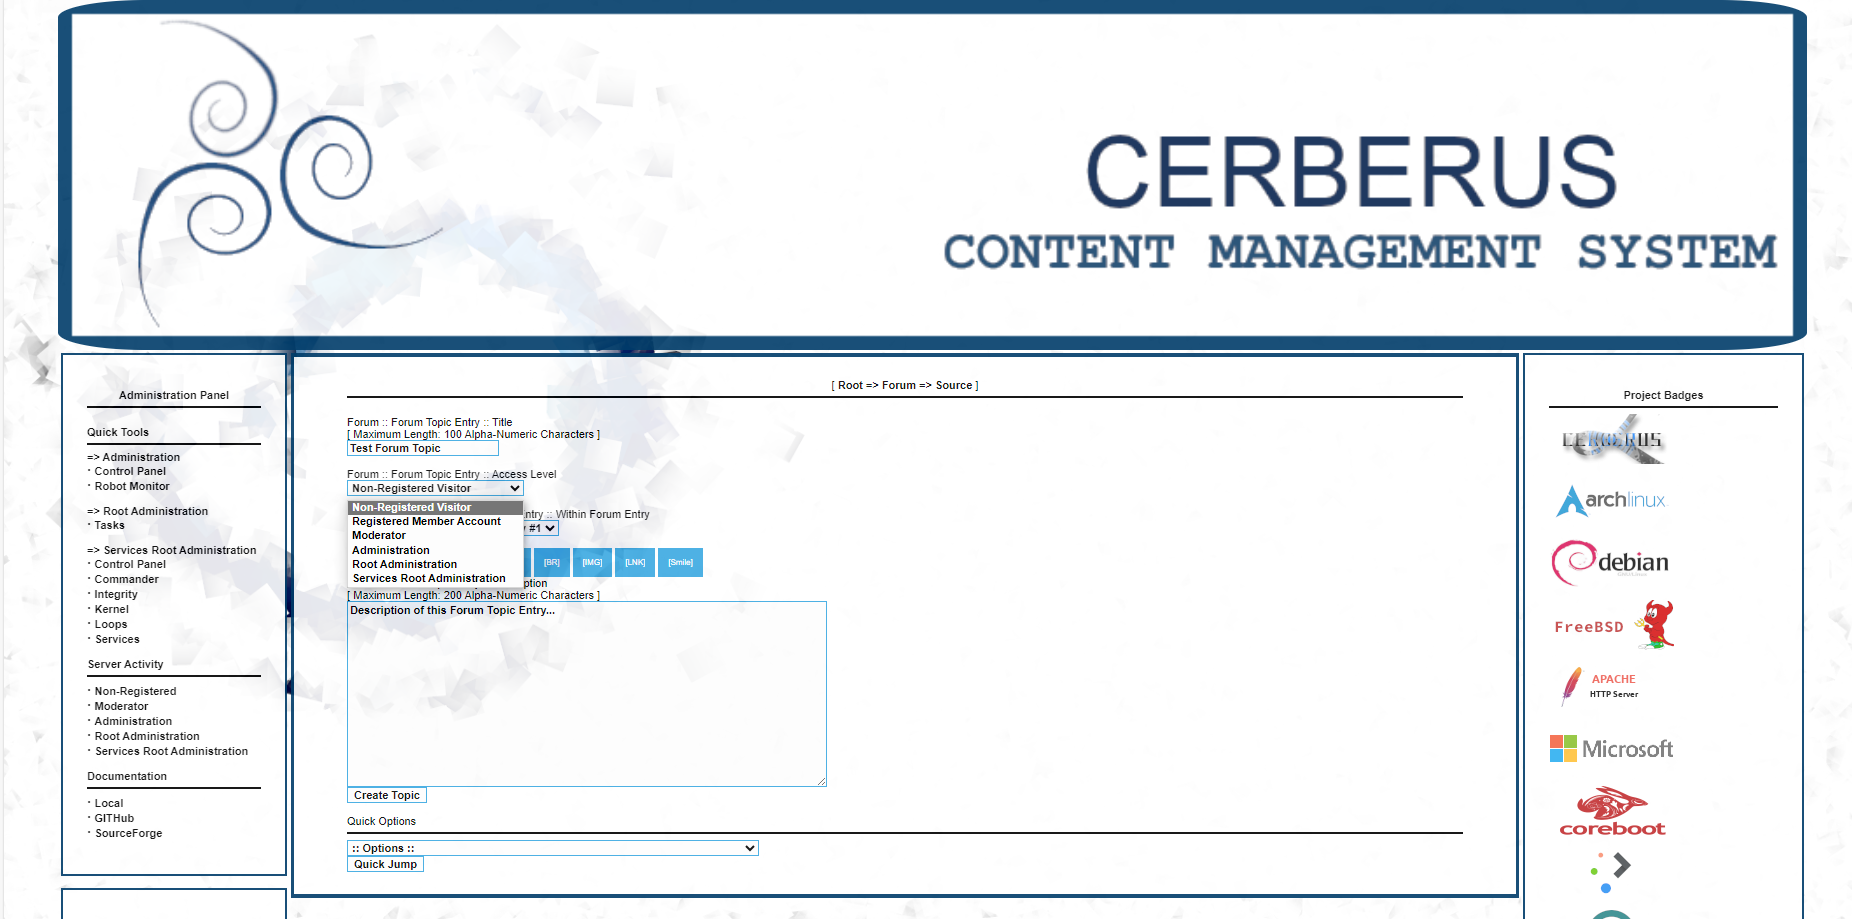 CERBERUS
CONTENT MANAGEMENT SYSTEM
Administration Panel
Quick Tools
=> Administration
· Control Panel
· Robot Monitor
=> Root Administration
· Tasks
=> Services Root Administration
· Control Panel
· Commander
· Integrity
· Kernel
· Loops
· Services
Server Activity
· Non-Registered
· Moderator
· Administration
· Root Administration
· Services Root Administration
Documentation
· Local
· GITHub
· SourceForge
[ Root => Forum => Source ]
Forum :: Forum Topic Entry :: Title
[ Maximum Length: 100 Alpha-Numeric Characters ]
Test Forum Topic
Forum :: Forum Topic Entry :: Access Level
Non-Registered Visitor
Non-Registered Visitor
Registered Member Account
Moderator
Administration
Root Administration
Services Root Administration
:: Within Forum Entry
#1
[BR] [IMG] [LNK] [Smile]
[ Maximum Length: 200 Alpha-Numeric Characters ]
Description of this Forum Topic Entry...
Create Topic
Quick Options
:: Options ::
Quick Jump
Project Badges
CERBERUS
archlinux
debian
FreeBSD
APACHE
HTTP Server
Microsoft
coreboot